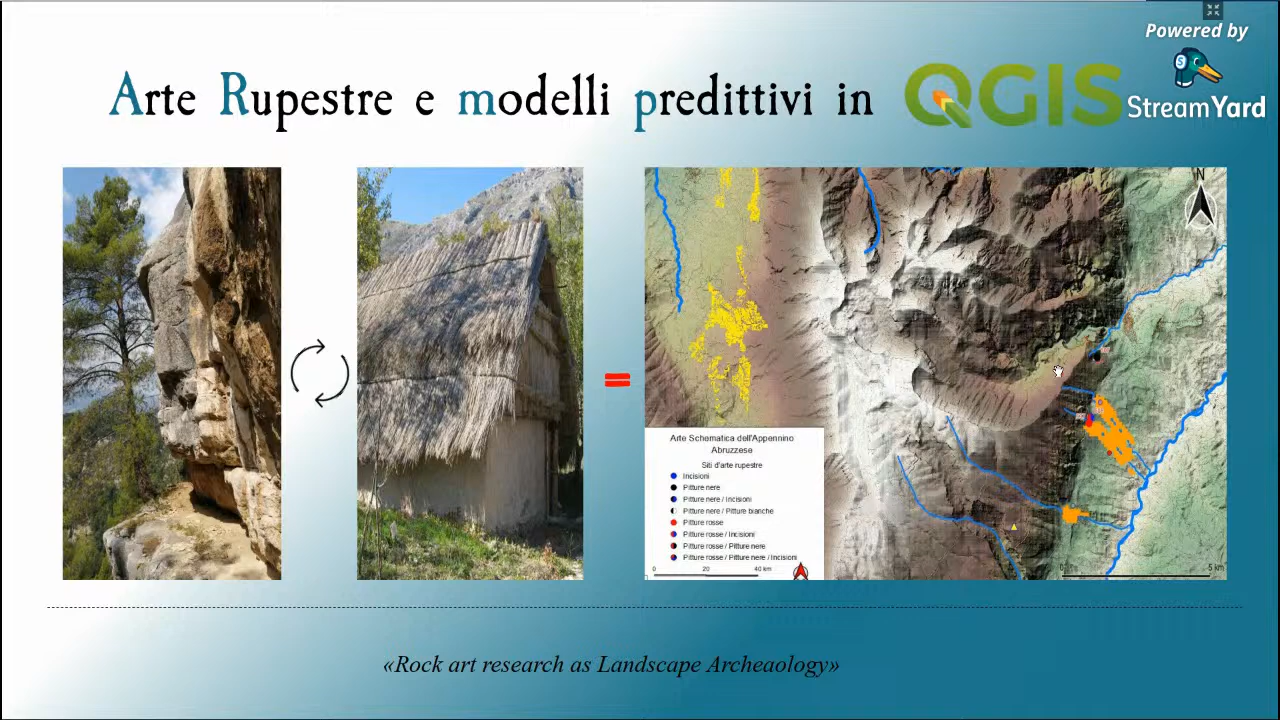 Powered by
StreamYard
Arte Rupestre e modelli predittivi in QGIS
N
Arte Schematica dell'Appennino
Abruzzese
Siti d'arte rupestre
Incisioni
Pitture nere
Pitture nere / Incisioni
Pitture nere / Pitture bianche
Pitture rosse
Pitture rosse / Incisioni
Pitture rosse / Pitture nere
Pitture rosse / Pitture nere / Incisioni
0 20 40 km
5 km
«Rock art research as Landscape Archeaology»